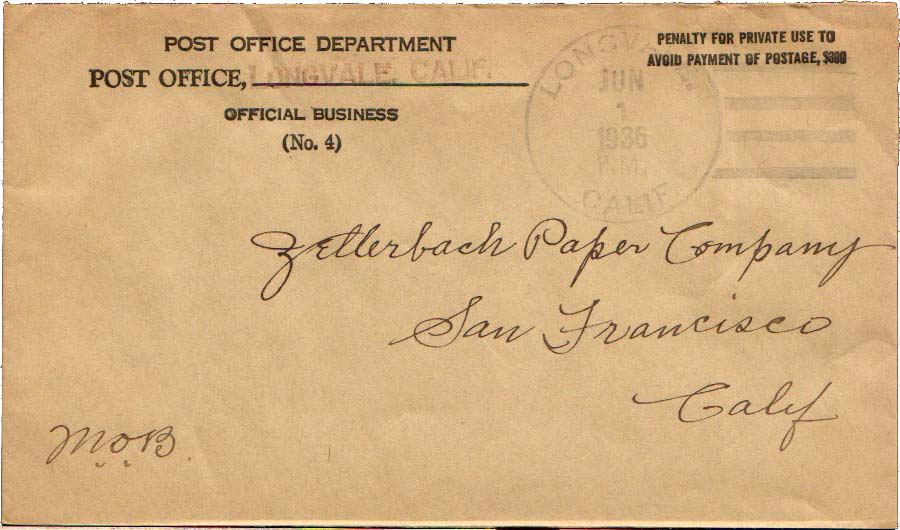 POST OFFICE DEPARTMENT
POST OFFICE, LONGVALE, CALIF.
OFFICIAL BUSINESS
(No. 4)
PENALTY FOR PRIVATE USE TO
AVOID PAYMENT OF POSTAGE, $300
LONGVALE.
JUN
1
1936
P.M.
CALIF
Zellerbach Paper Company
San Francisco
Calif
M.O.B.